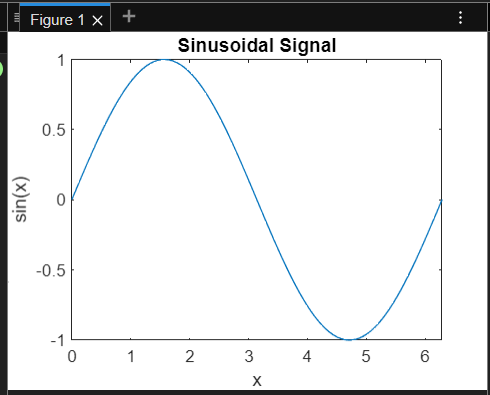 Figure 1
Sinusoidal Signal
1
0.5
0
-0.5
-1
sin(x)
0 1 2 3 4 5 6
x